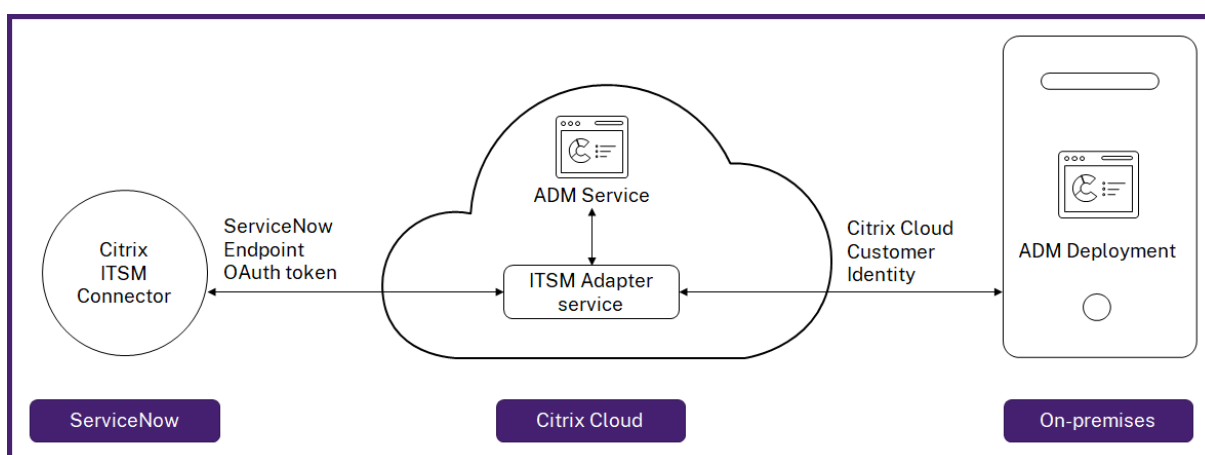 ADM Service
ServiceNow
Endpoint
OAuth token
Citrix Cloud
Customer
Identity
Citrix
ITSM
Connector
ADM Deployment
ITSM Adapter
service
ServiceNow
Citrix Cloud
On-premises